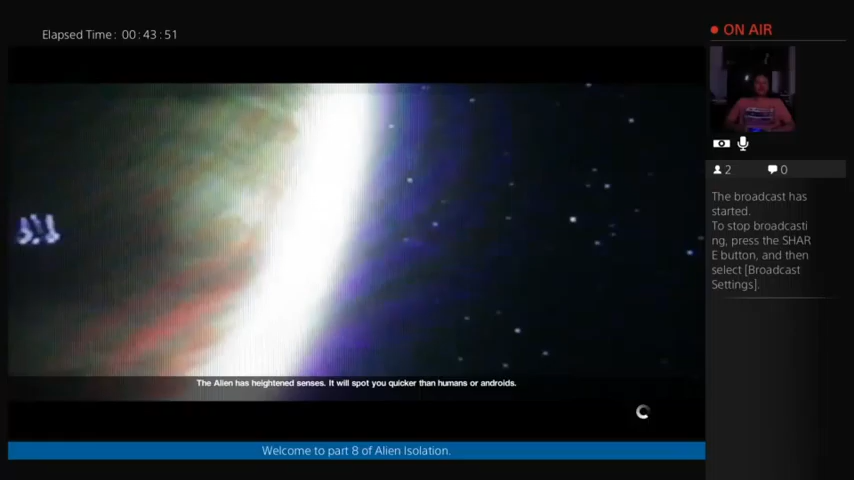 Elapsed Time: 00:43:51
ON AIR
2
0
The broadcast has
started.
To stop broadcasti
ng, press the SHAR
E button, and then
select [Broadcast
Settings].
The Alien has heightened senses. It will spot you quicker than humans or androids.
Welcome to part 8 of Alien Isolation.